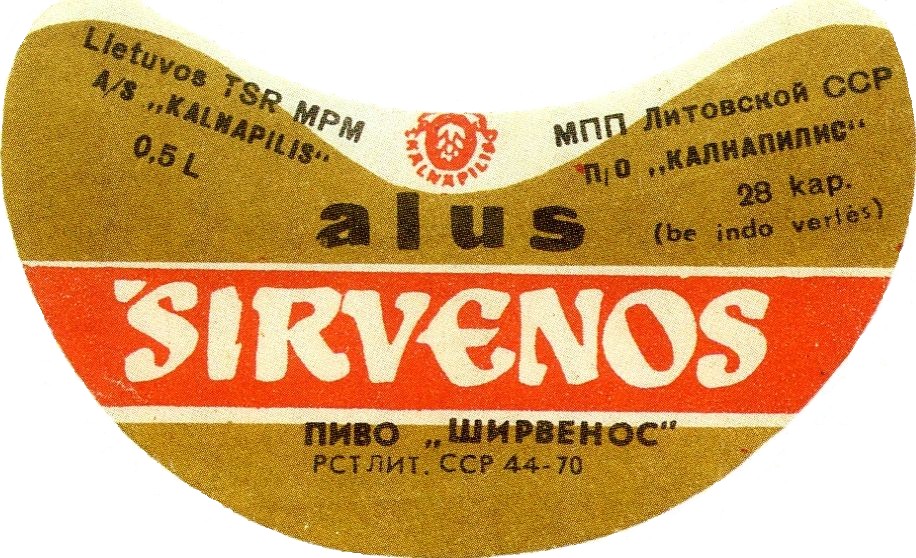 Lietuvos TSR MPM
A/S „KALNAPILIS"
0,5 L
KALNAPILIS
МПП Литовской ССР
П/О „КАЛНАПИЛИС"
28 kap.
(be indo vertės)
alus
ŠIRVENOS
ПИВО „ШИРВЕНОС"
РСТ ЛИТ. ССР 44-70